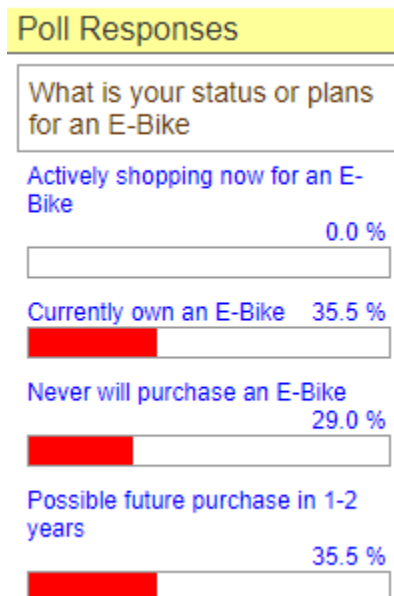 Poll Responses
What is your status or plans
for an E-Bike
Actively shopping now for an E-
Bike
0.0 %
Currently own an E-Bike 35.5 %
Never will purchase an E-Bike
29.0 %
Possible future purchase in 1-2
years
35.5 %